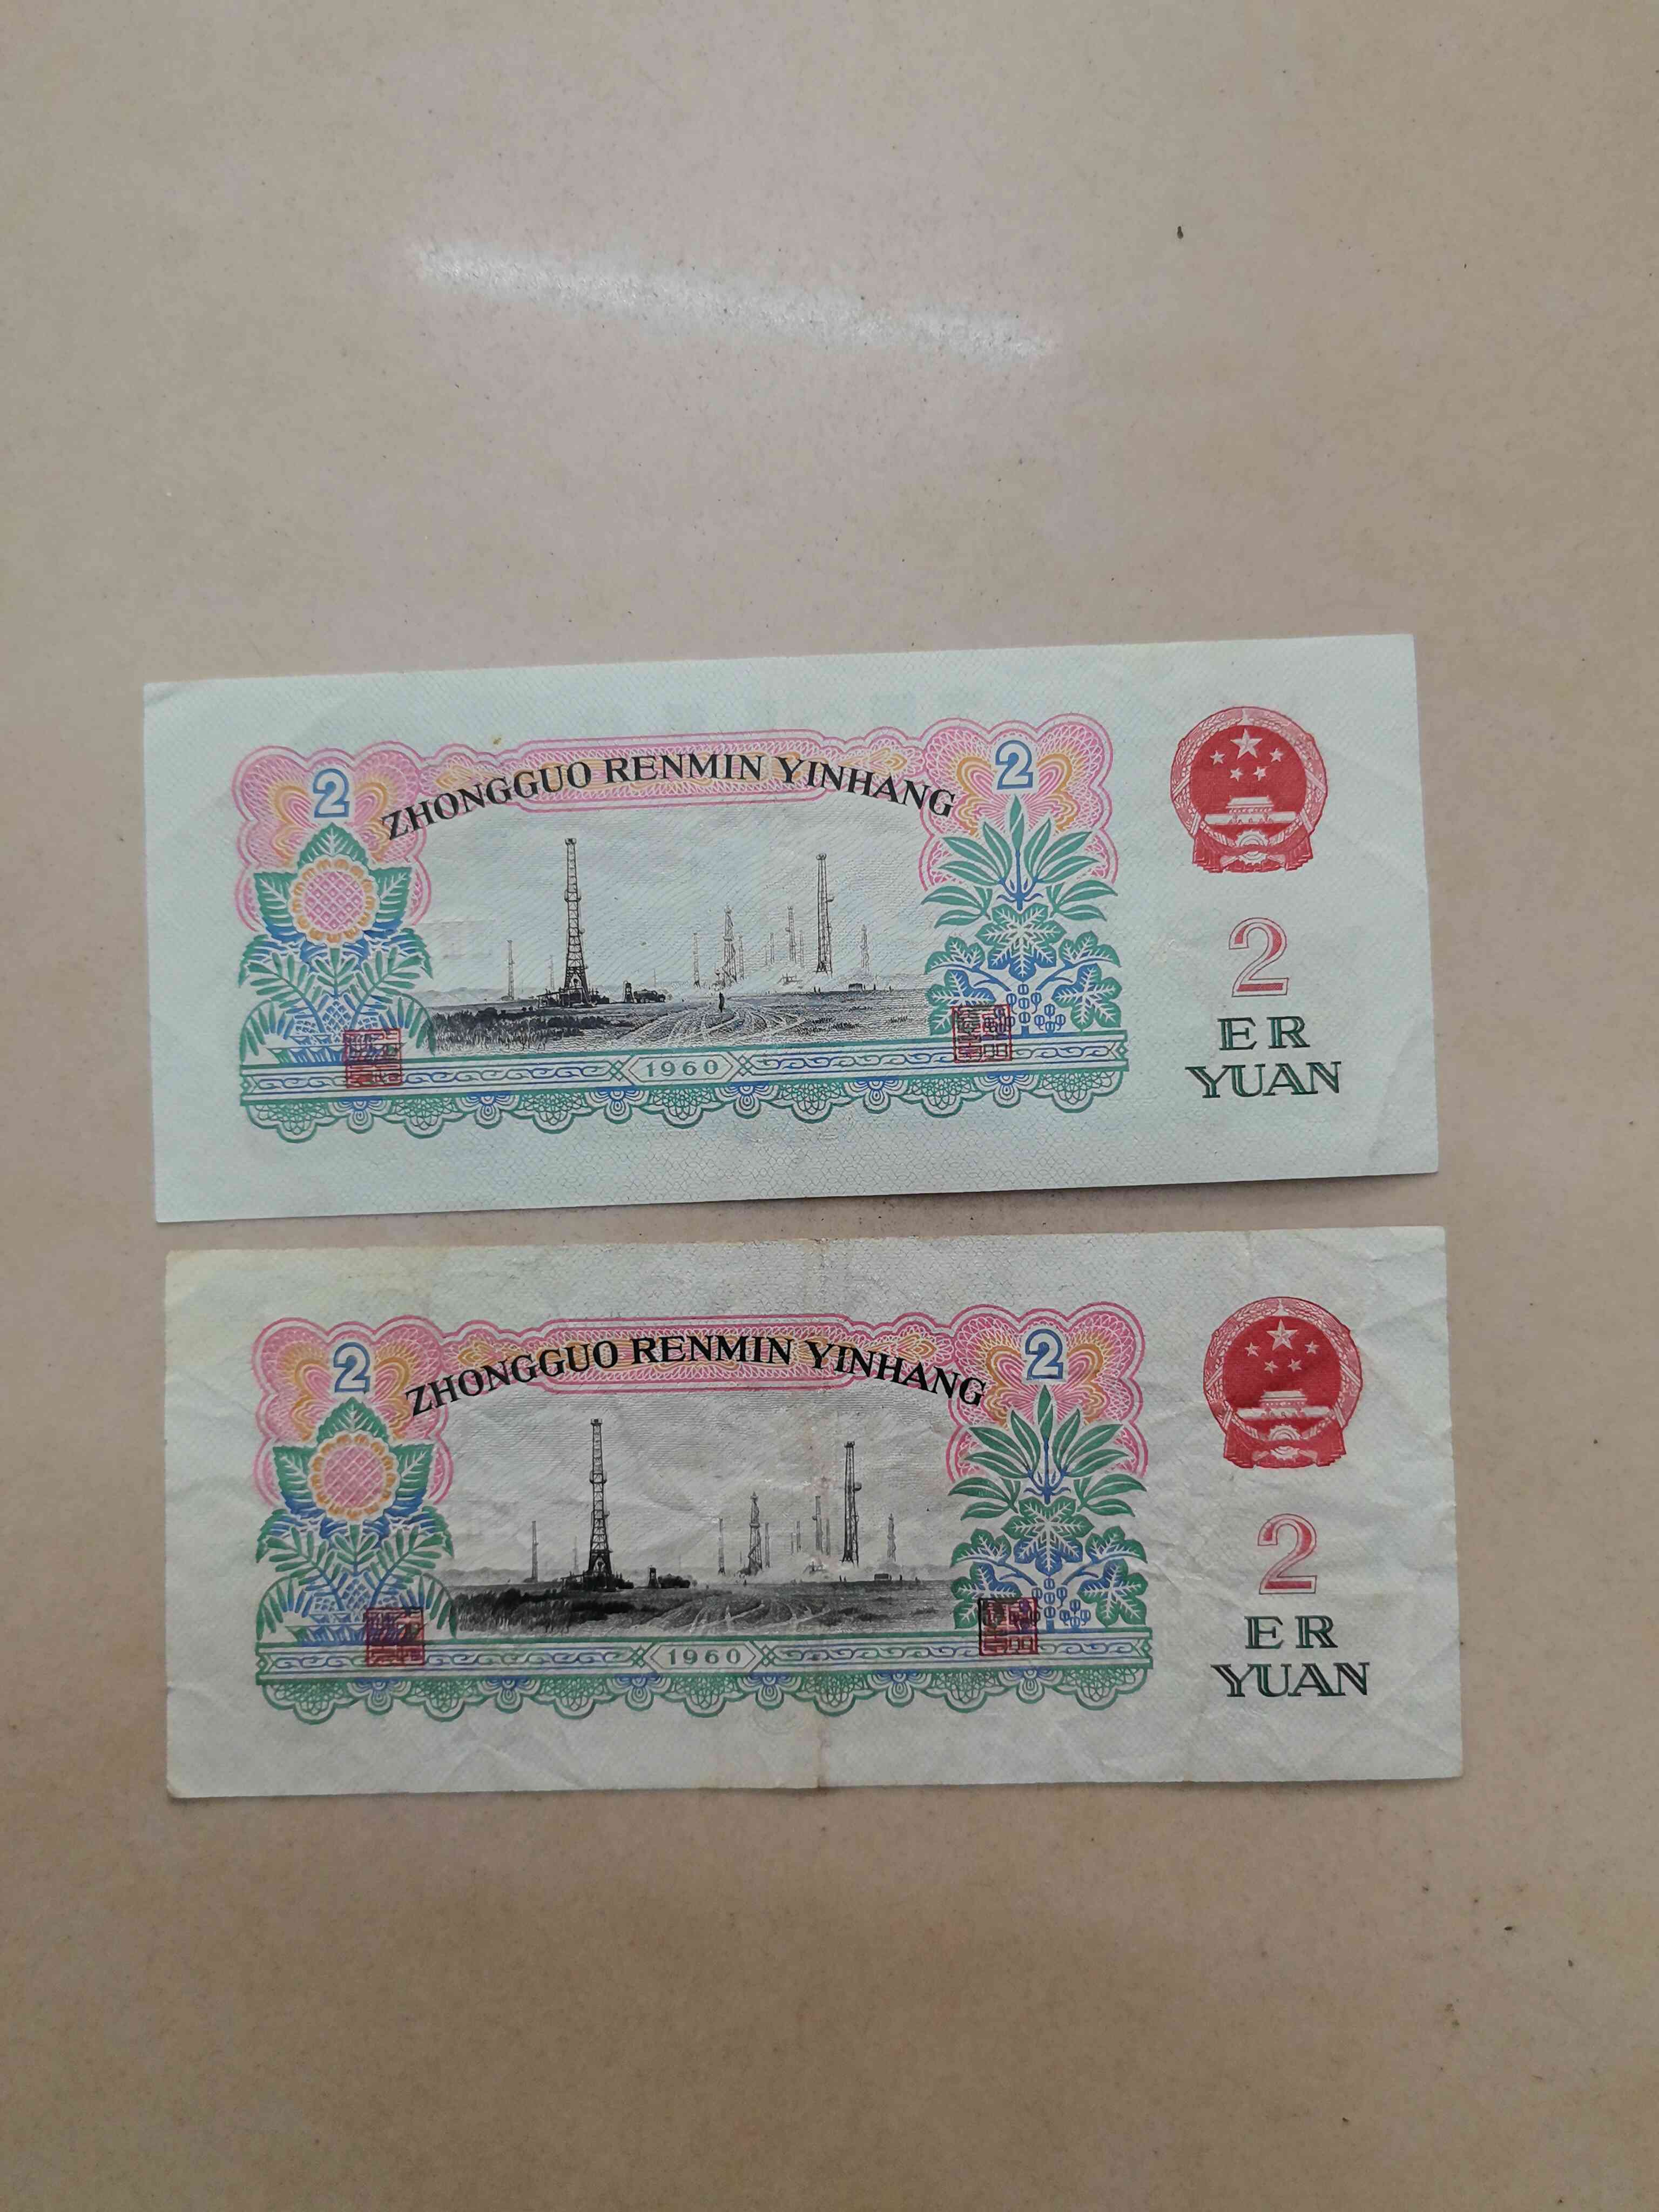 2
ZHONGGUO RENMIN YINHANG
2
1960
2
ER
YUAN
2
ZHONGGUO RENMIN YINHANG
2
1960
2
ER
YUAN